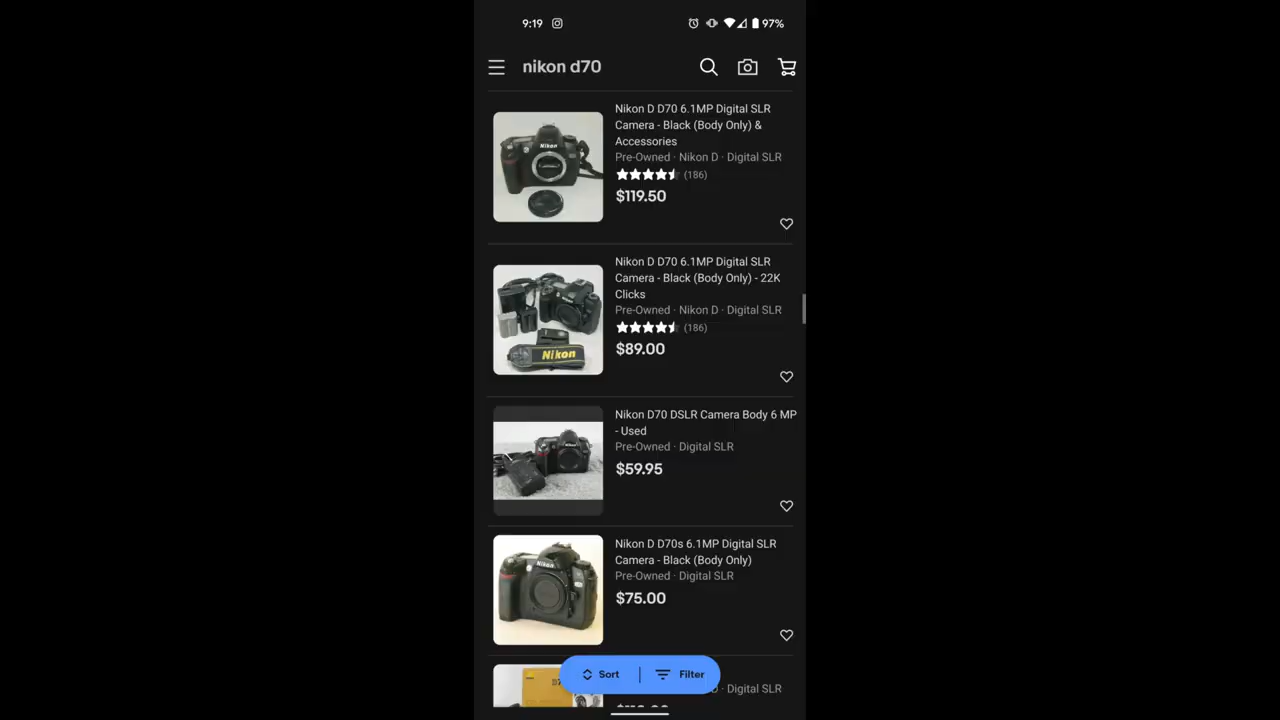 9:19
97%
nikon d70
Nikon D D70 6.1MP Digital SLR
Camera - Black (Body Only) &
Accessories
Pre-Owned · Nikon D · Digital SLR
(186)
$119.50
Nikon D D70 6.1MP Digital SLR
Camera - Black (Body Only) - 22K
Clicks
Pre-Owned · Nikon D · Digital SLR
(186)
$89.00
Nikon
Nikon D70 DSLR Camera Body 6 MP
- Used
Pre-Owned · Digital SLR
$59.95
Nikon D D70s 6.1MP Digital SLR
Camera - Black (Body Only)
Pre-Owned · Digital SLR
$75.00
Nikon
Sort
Filter
· Digital SLR